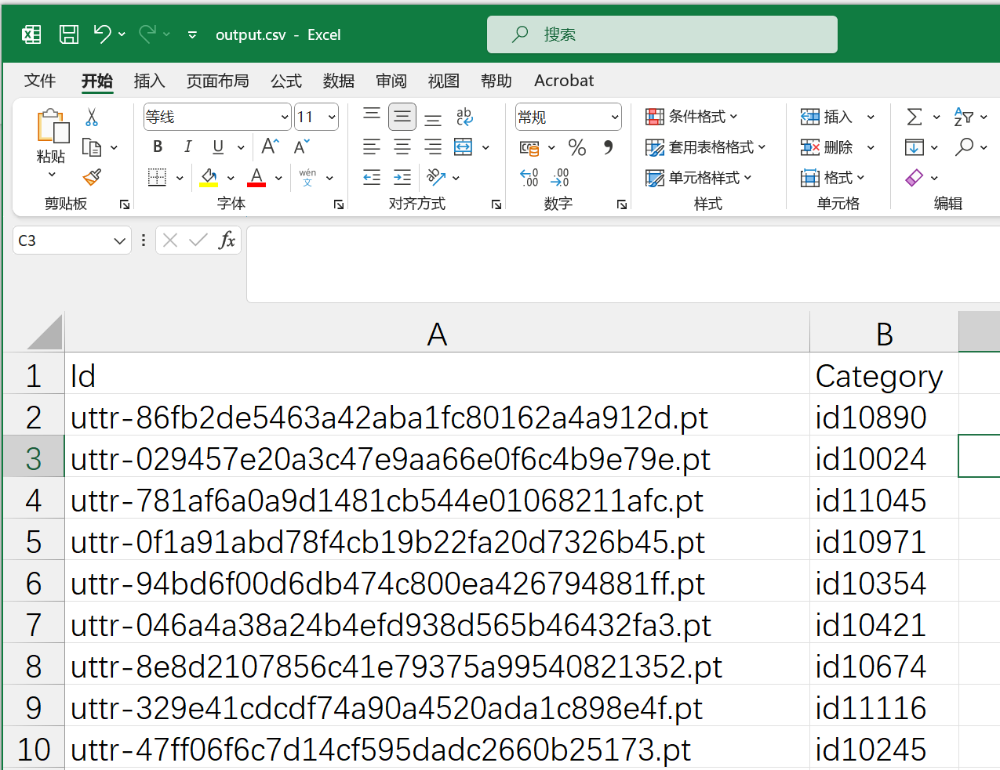 output.csv - Excel
搜索
文件 开始 插入 页面布局 公式 数据 审阅 视图 帮助 Acrobat
等线 11 常规 条件格式 插入
粘贴 套用表格格式 删除
单元格样式 格式
剪贴板 字体 对齐方式 数字 样式 单元格 编辑
C3
A B
1 Id Category
2 uttr-86fb2de5463a42aba1fc80162a4a912d.pt id10890
3 uttr-029457e20a3c47e9aa66e0f6c4b9e79e.pt id10024
4 uttr-781af6a0a9d1481cb544e01068211afc.pt id11045
5 uttr-0f1a91abd78f4cb19b22fa20d7326b45.pt id10971
6 uttr-94bd6f00d6db474c800ea426794881ff.pt id10354
7 uttr-046a4a38a24b4efd938d565b46432fa3.pt id10421
8 uttr-8e8d2107856c41e79375a99540821352.pt id10674
9 uttr-329e41cdcdf74a90a4520ada1c898e4f.pt id11116
10 uttr-47ff06f6c7d14cf595dadc2660b25173.pt id10245